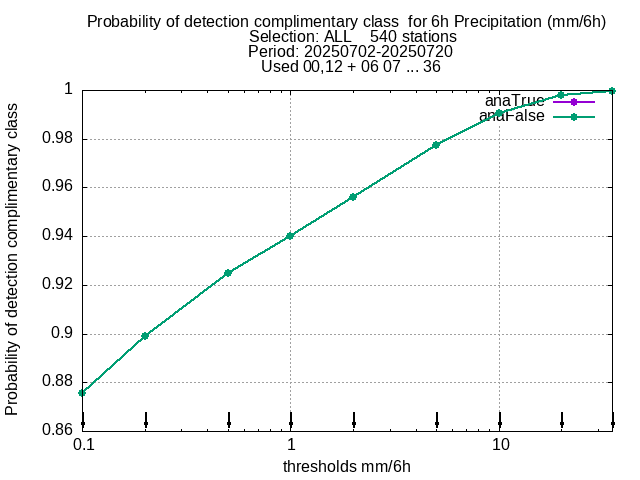 Probability of detection complimentary class  for 6h Precipitation (mm/6h)
Selection: ALL    540 stations
Period: 20250702-20250720
Used 00,12 + 06 07 ... 36
Probability of detection complimentary class
1
0.98
0.96
0.94
0.92
0.9
0.88
0.86
anaTrue
anaFalse
0.1 1 10
thresholds mm/6h